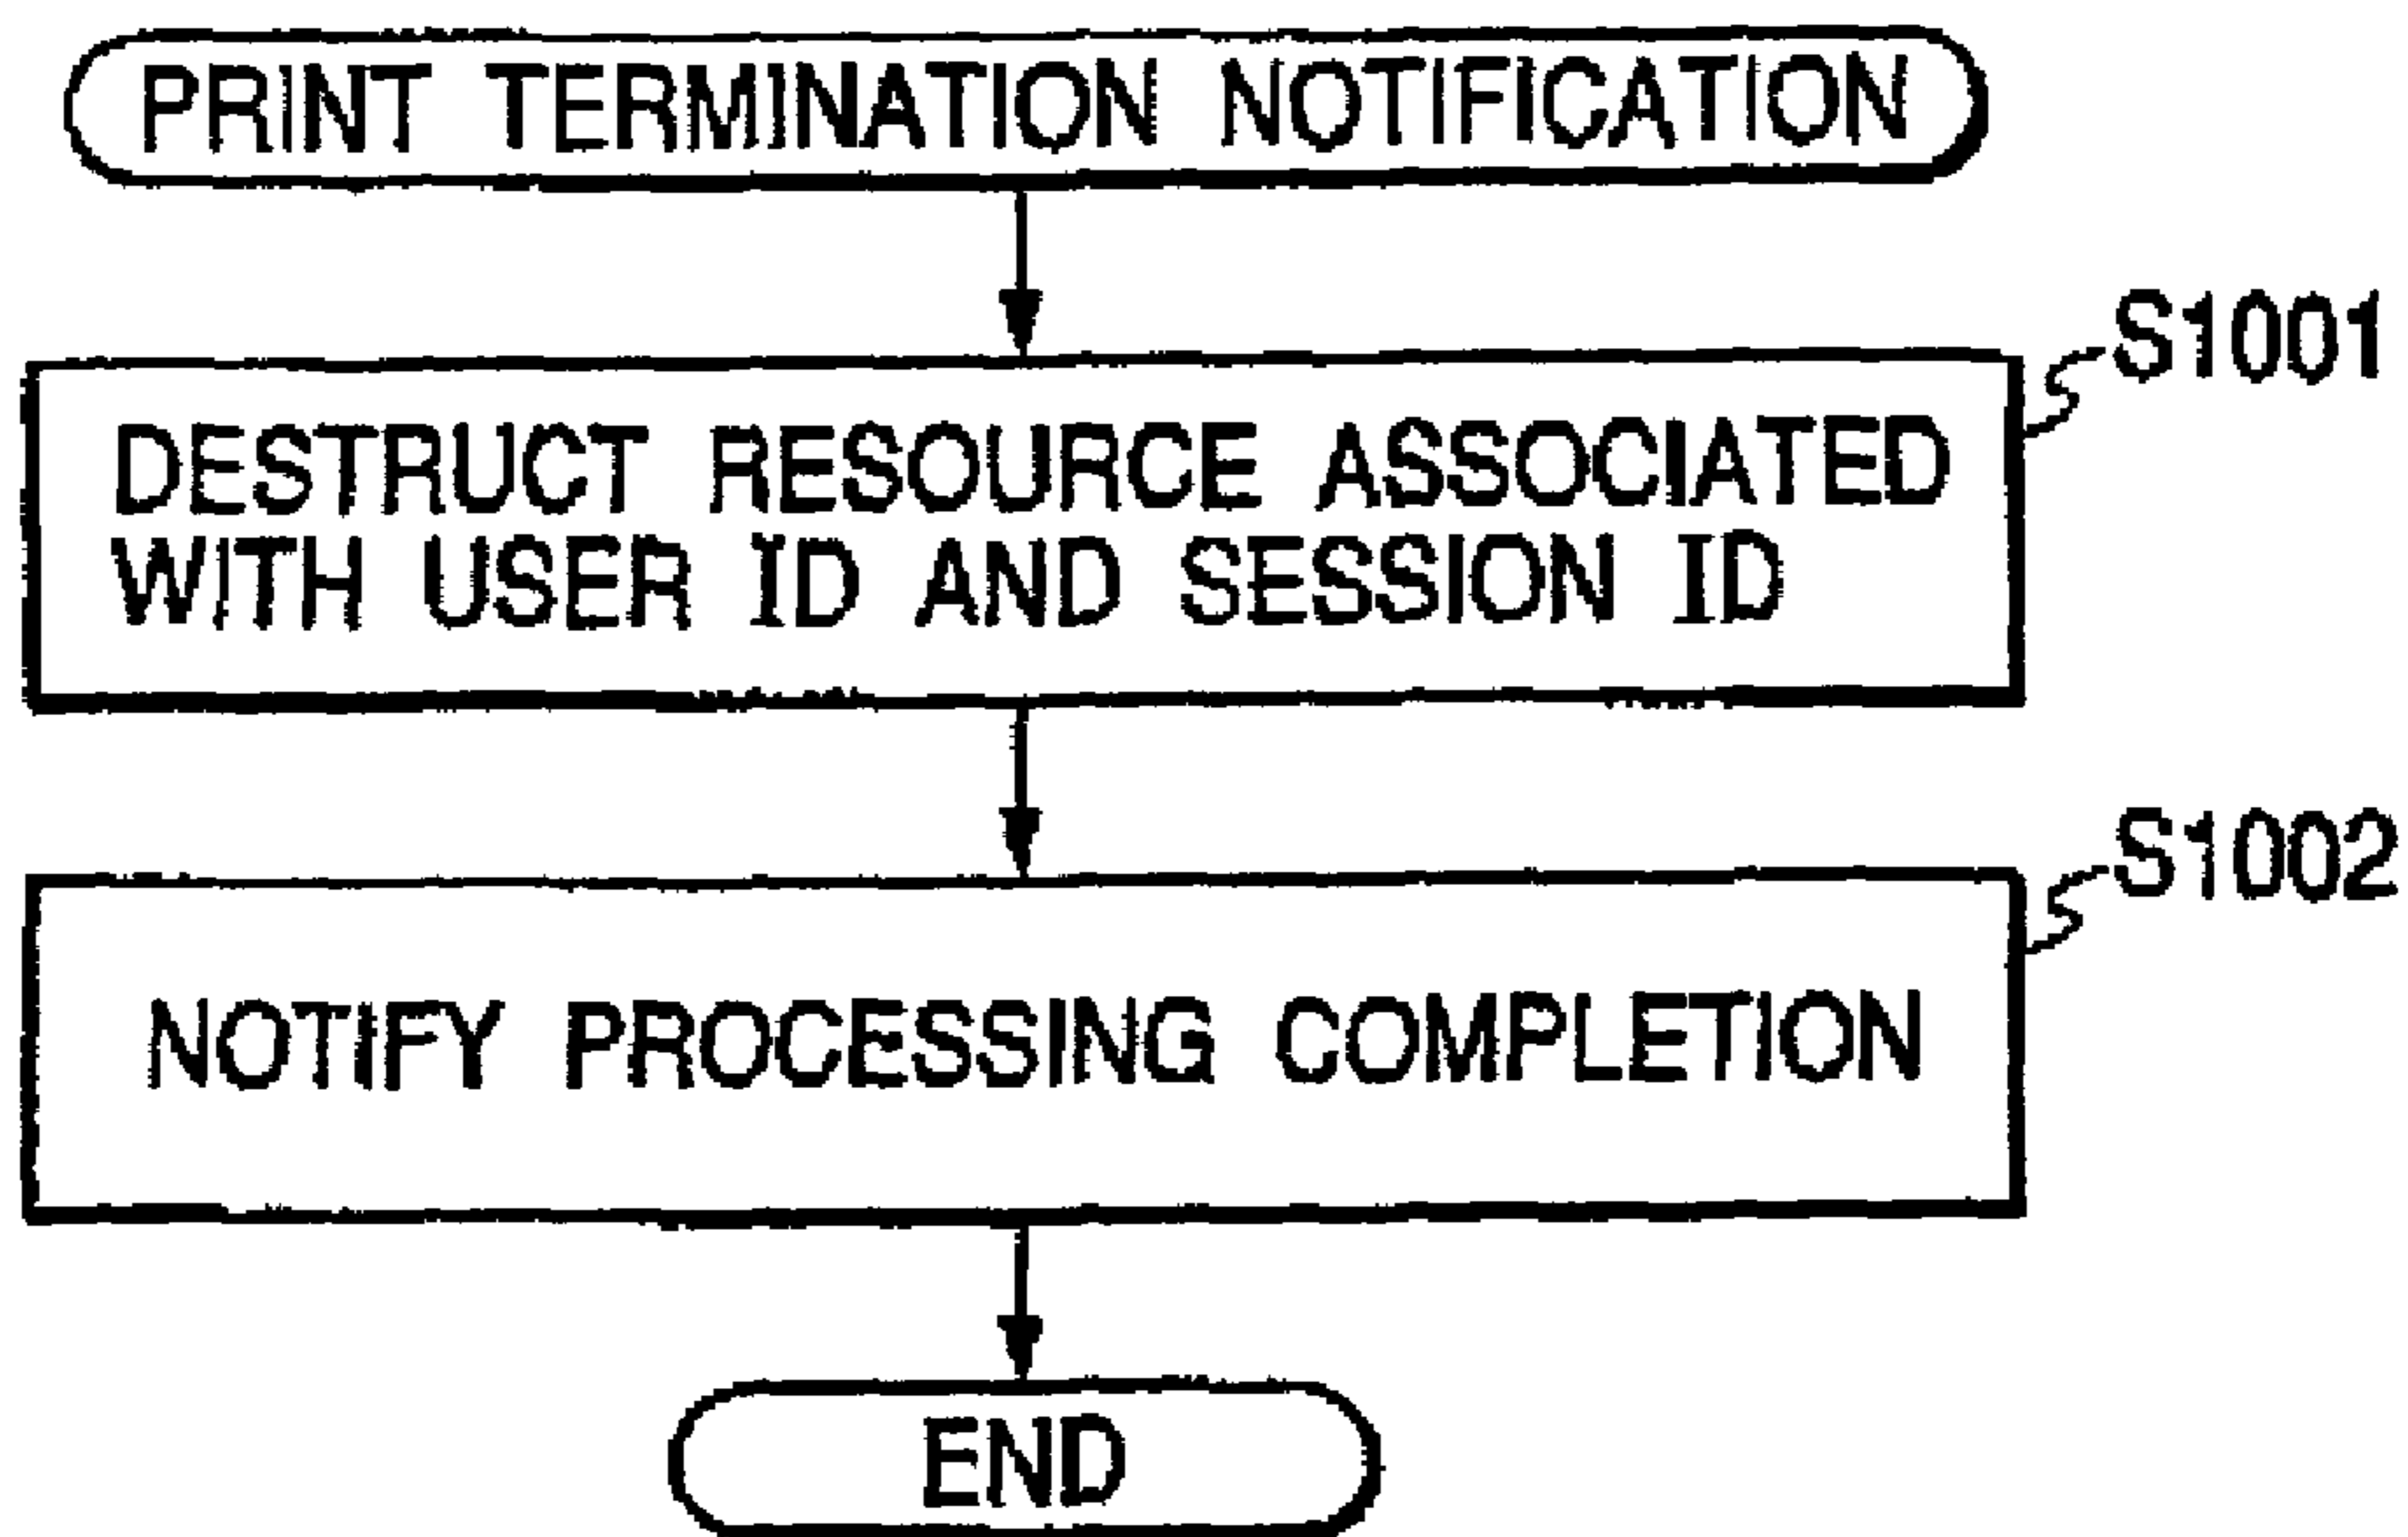 PRINT TERMINATION NOTIFICATION
S1001
DESTRUCT RESOURCE ASSOCIATED
WITH USER ID AND SESSION ID
S1002
NOTIFY PROCESSING COMPLETION
END